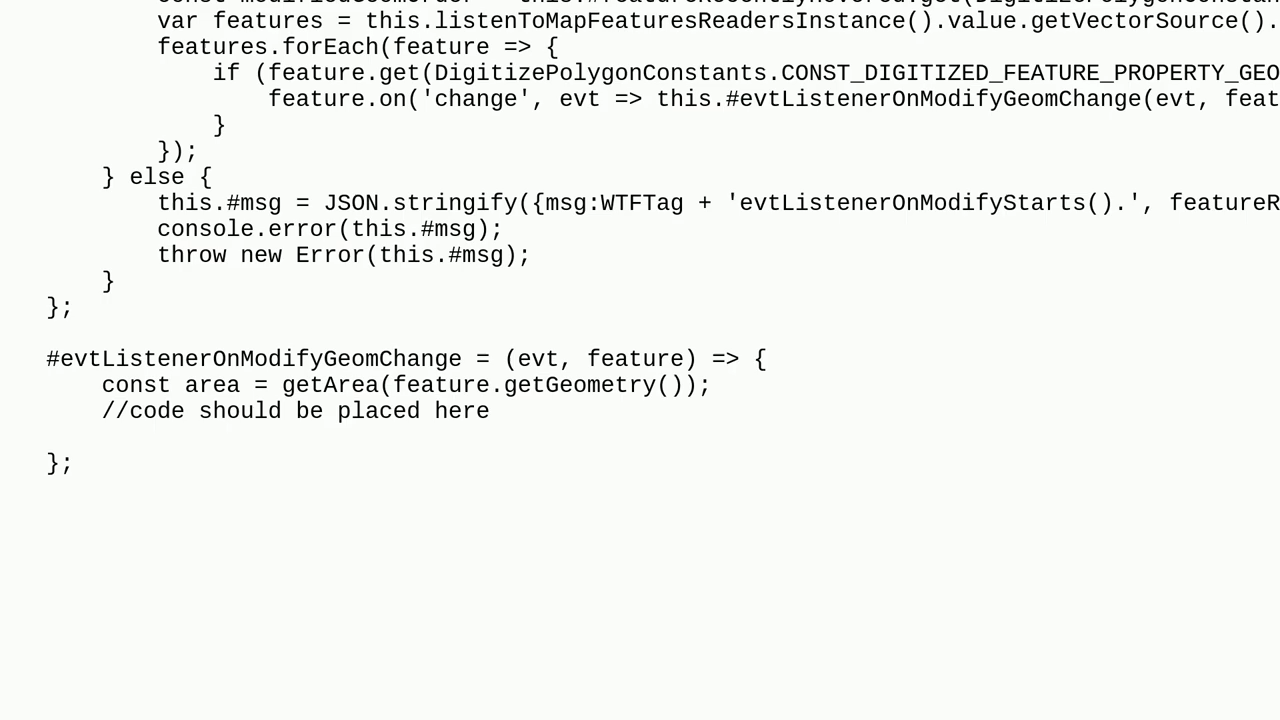 var features = this.listenToMapFeaturesReadersInstance().value.getVectorSource().
features.forEach(feature => {
if (feature.get(DigitizePolygonConstants.CONST_DIGITIZED_FEATURE_PROPERTY_GEO
feature.on('change', evt => this.#evtListenerOnModifyGeomChange(evt, feat
}
});
} else {
this.#msg = JSON.stringify({msg:WTFTag + 'evtListenerOnModifyStarts().', featureR
console.error(this.#msg);
throw new Error(this.#msg);
}
};
#evtListenerOnModifyGeomChange = (evt, feature) => {
const area = getArea(feature.getGeometry());
//code should be placed here
};